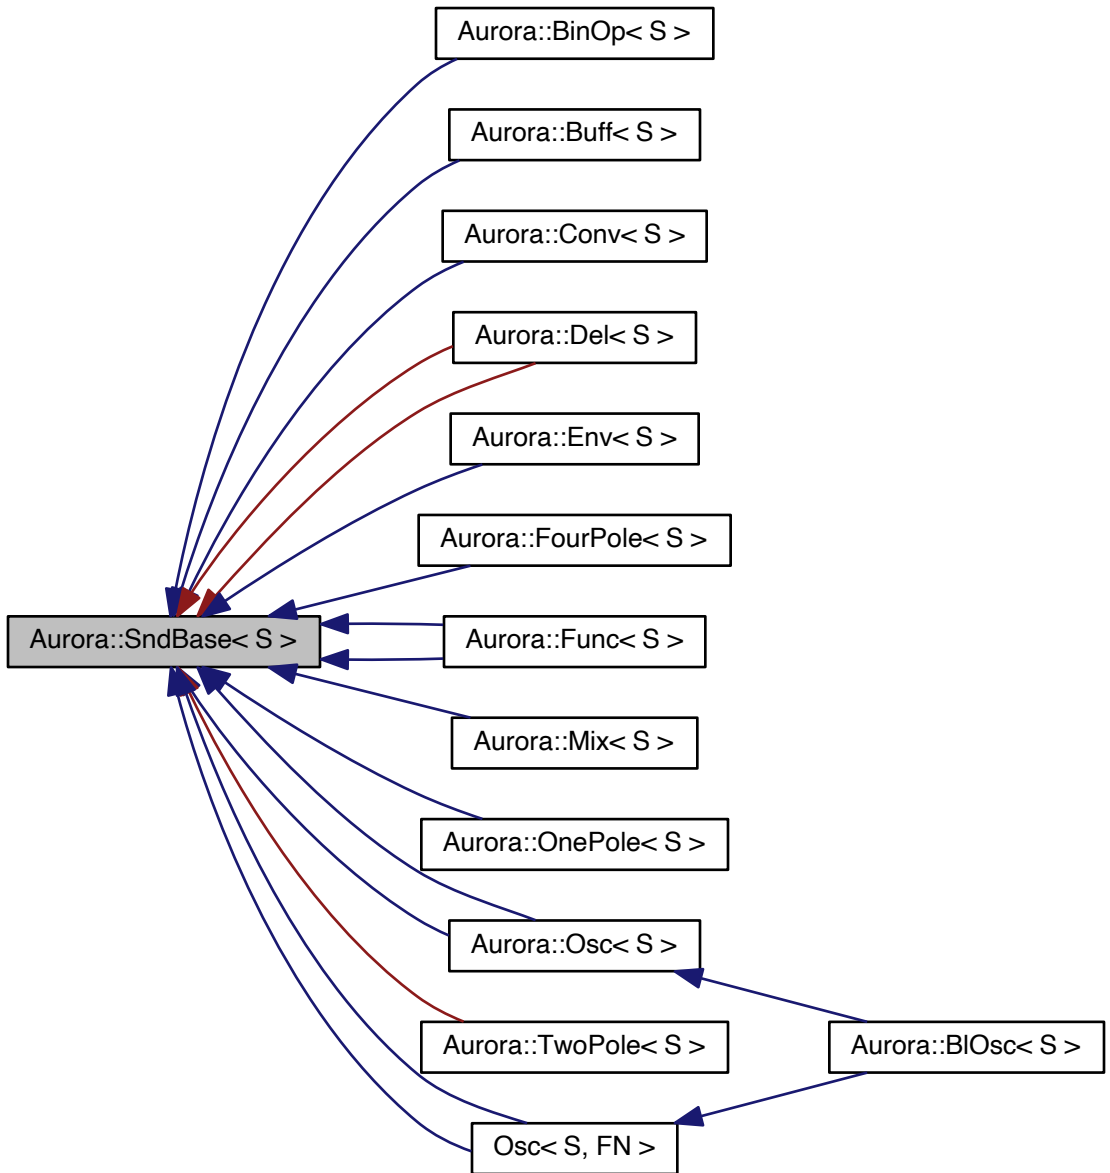 Aurora::BinOp< S >
Aurora::Buff< S >
Aurora::Conv< S >
Aurora::Del< S >
Aurora::Env< S >
Aurora::FourPole< S >
Aurora::SndBase< S >
Aurora::Func< S >
Aurora::Mix< S >
Aurora::OnePole< S >
Aurora::Osc< S >
Aurora::TwoPole< S >
Aurora::BlOsc< S >
Osc< S, FN >